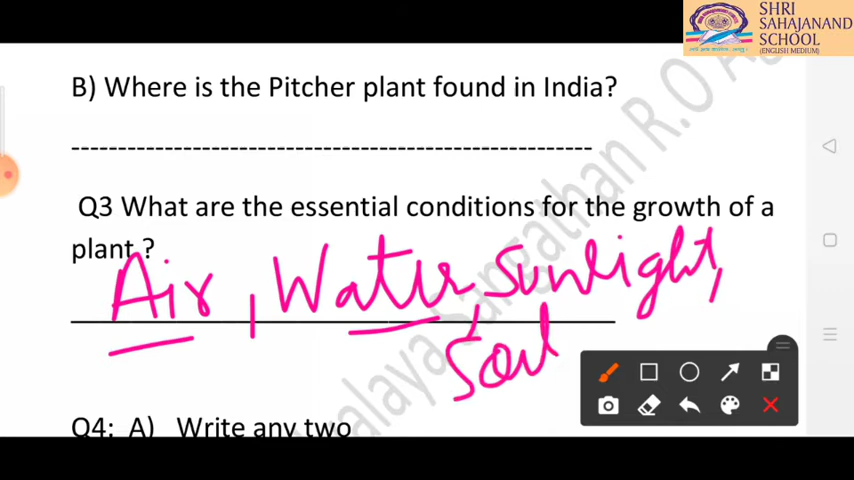 SHRI
SAHAJANAND
SCHOOL
(ENGLISH MEDIUM)
B) Where is the Pitcher plant found in India?
Q3 What are the essential conditions for the growth of a
plant ?
Air, Water, Sunlight,
Soil
Q4: A) Write any two